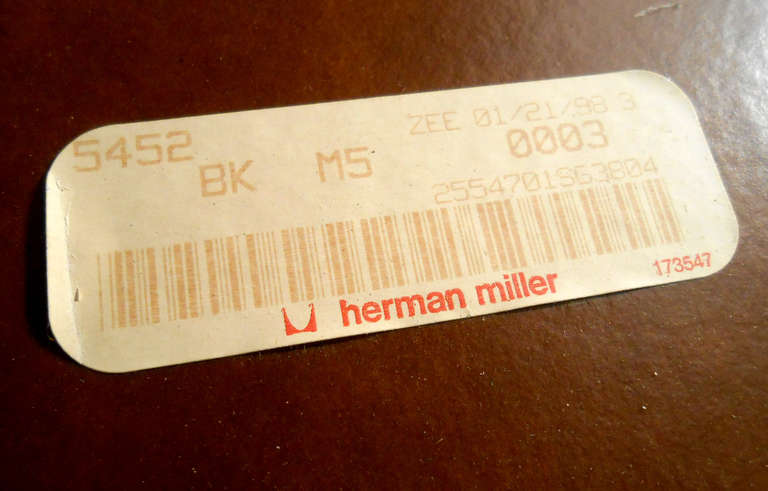 ZEE 01/21/98 3
5452 BK M5 0003
2554701S63804
herman miller 173547